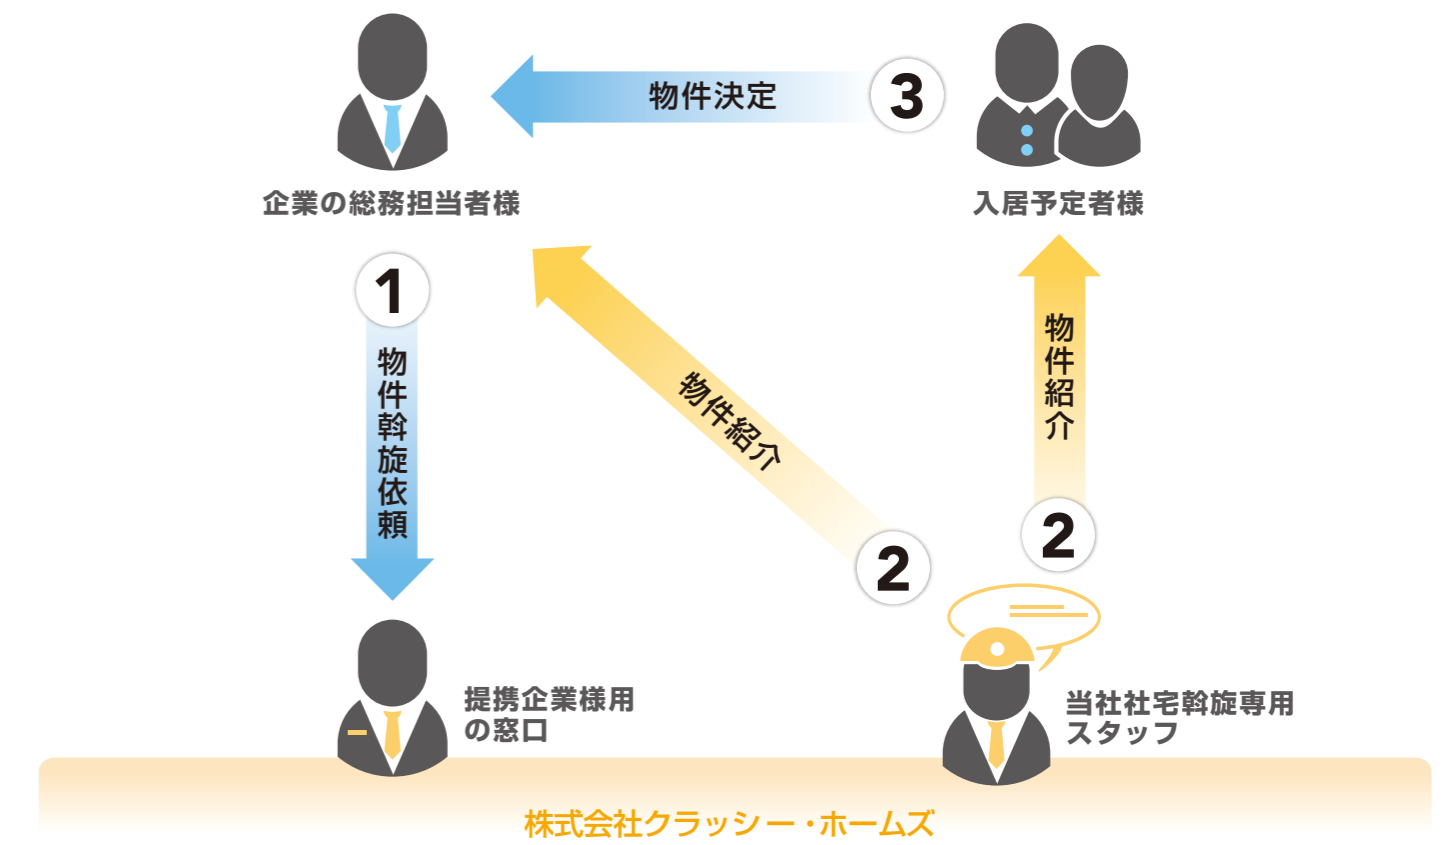 物件決定
3
企業の総務担当者様
入居予定者様
1
物件斡旋依頼
物件紹介
物件紹介
2
2
提携企業様用
の窓口
当社社宅斡旋専用
スタッフ
株式会社クラッシー・ホームズ